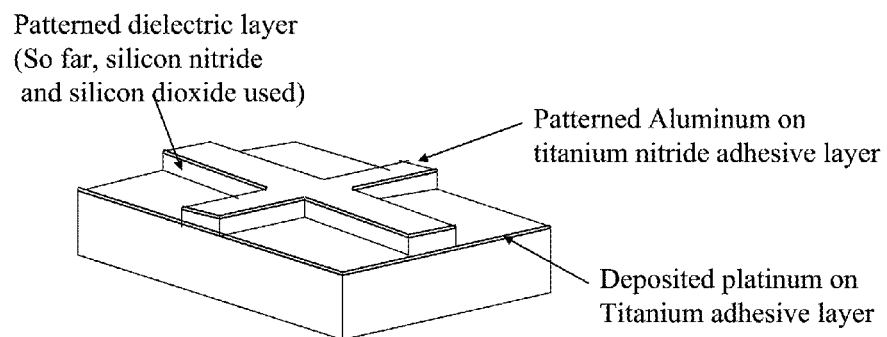 Patterned dielectric layer
(So far, silicon nitride
and silicon dioxide used)
Patterned Aluminum on
titanium nitride adhesive layer
Deposited platinum on
Titanium adhesive layer